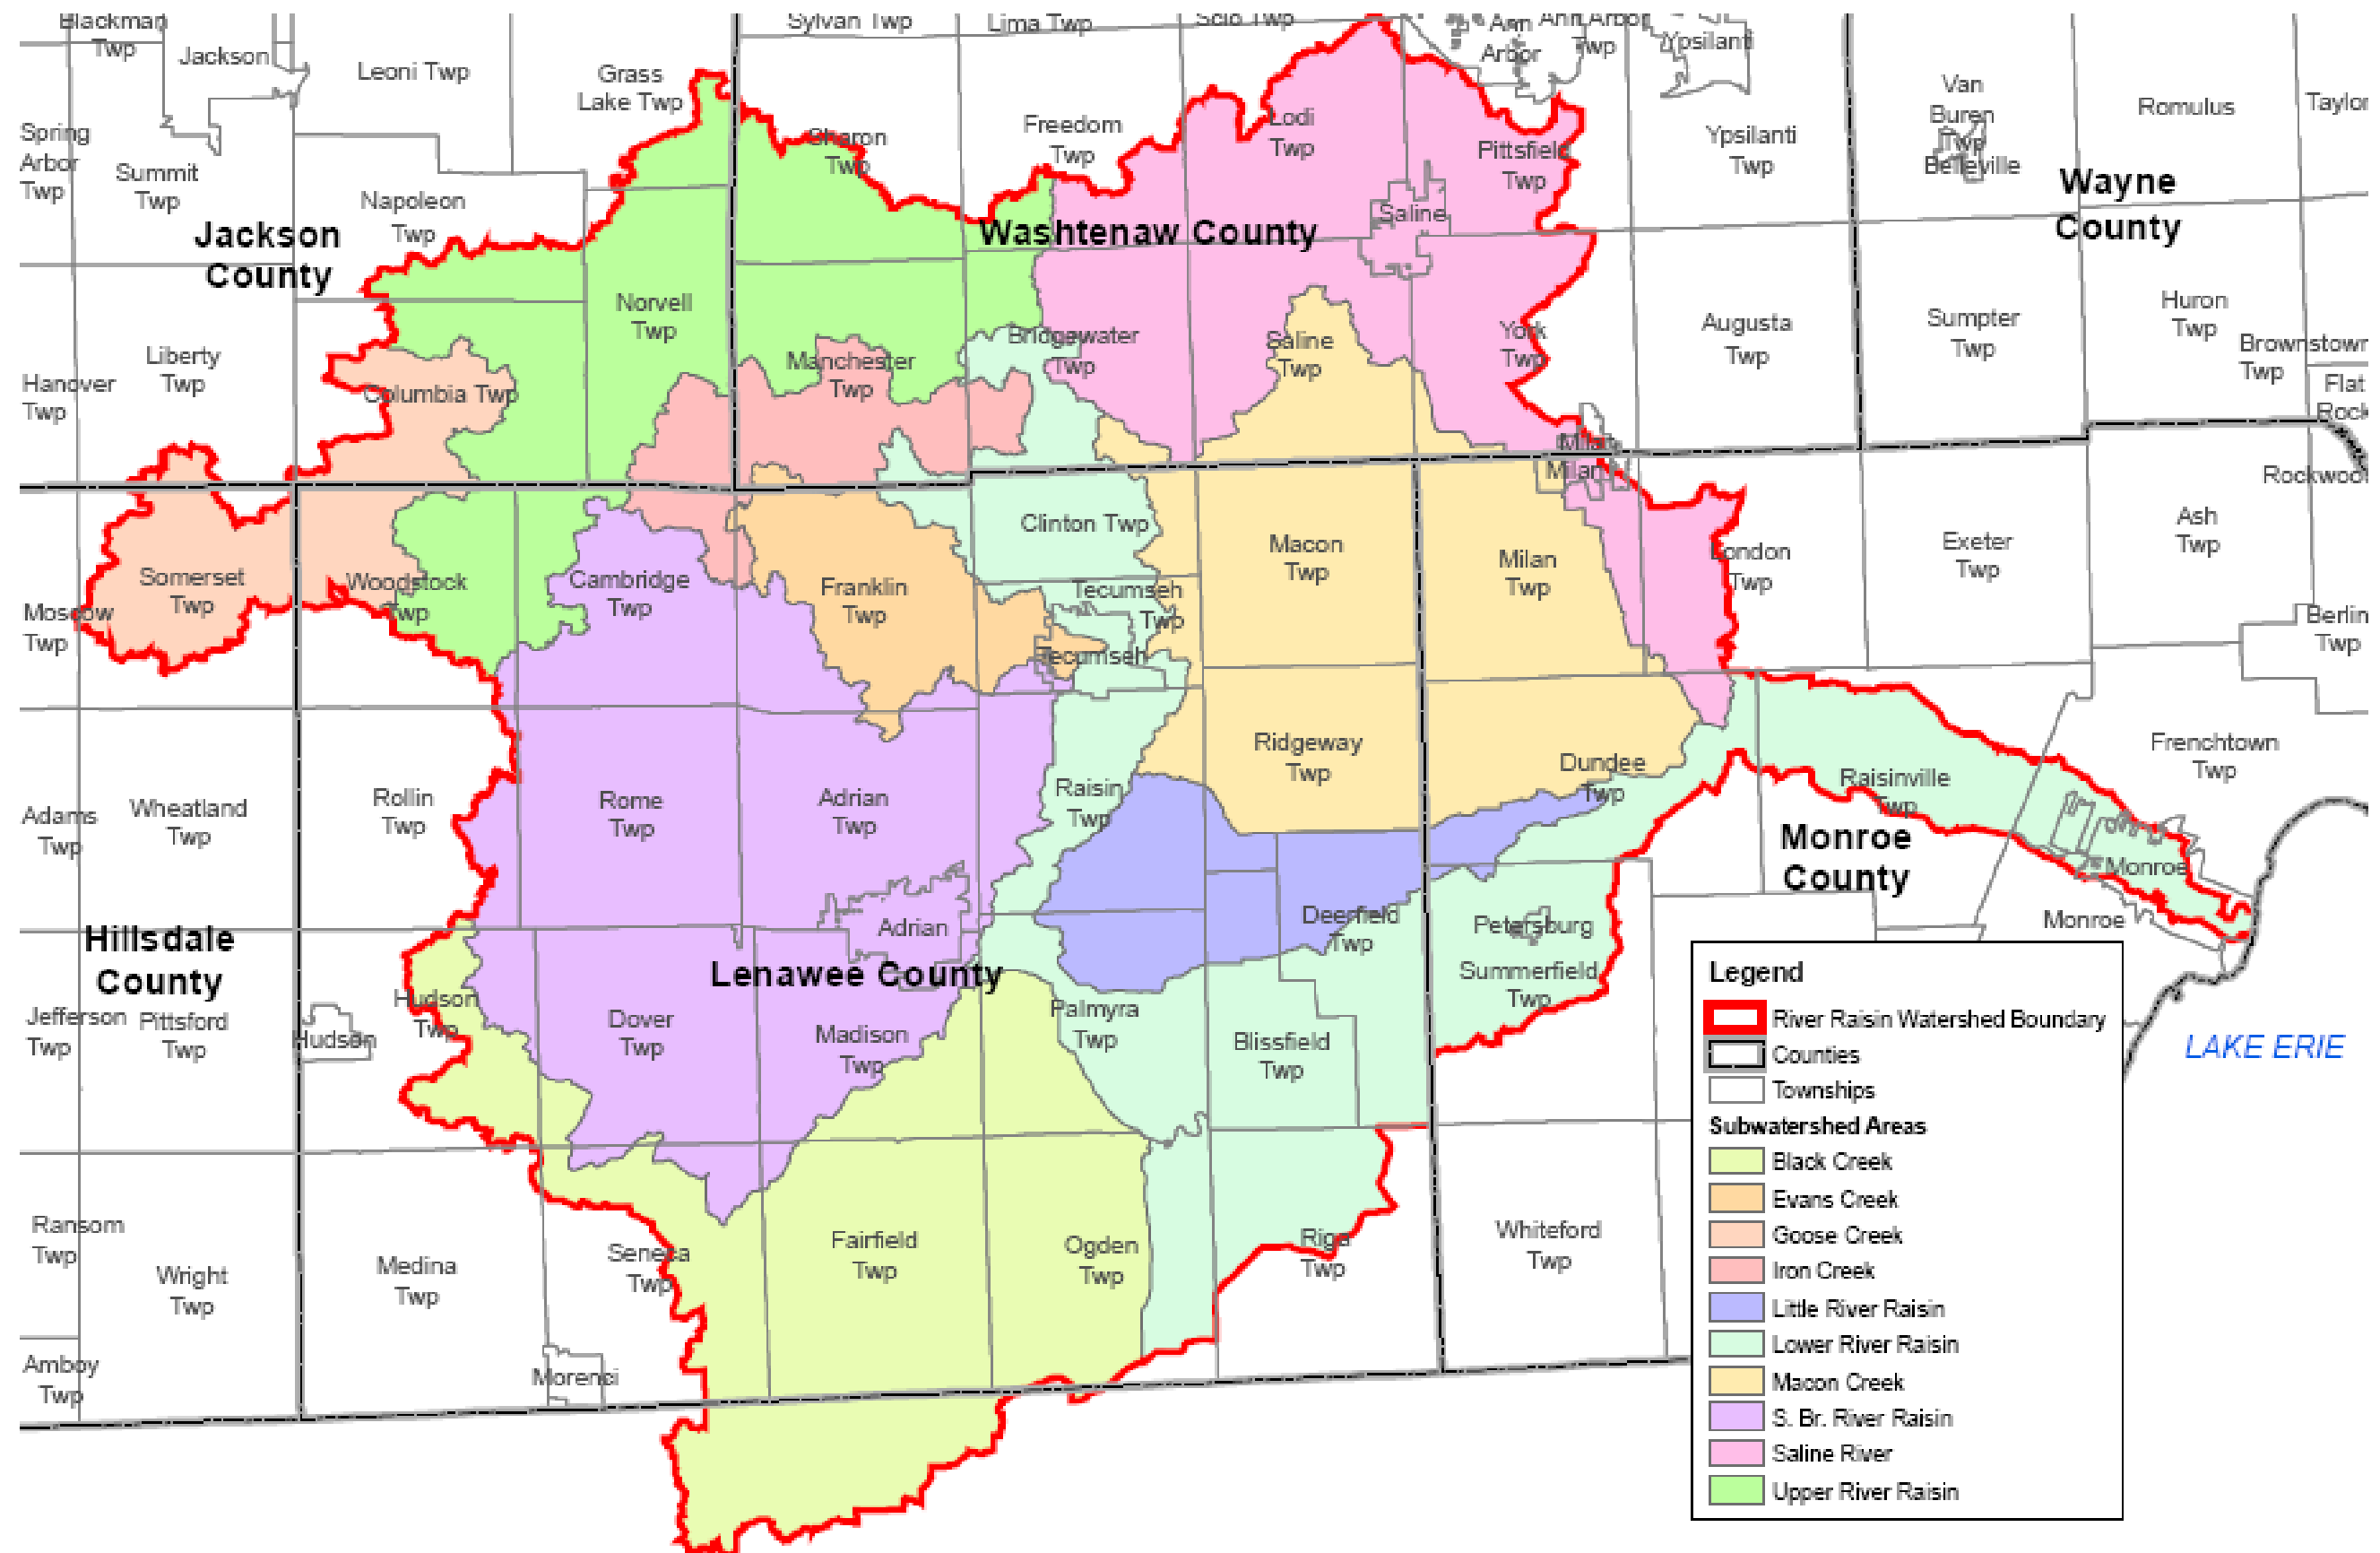 Blackman
Twp
Jackson
Leoni Twp
Grass
Lake Twp
Sylvan Twp
Lima Twp
Scio Twp
Ann
Arbor
Ann Arbor
Twp
Ypsilanti
Van
Buren
Twp
Belleville
Romulus
Taylor
Spring
Arbor
Twp
Summit
Twp
Napoleon
Twp
Sharon
Twp
Freedom
Twp
Lodi
Twp
Pittsfield
Twp
Ypsilanti
Twp
Jackson
County
Washtenaw County
Saline
Wayne
County
Hanover
Twp
Liberty
Twp
Columbia Twp
Norvell
Twp
Manchester
Twp
Bridgewater
Twp
Saline
Twp
York
Twp
Augusta
Twp
Sumpter
Twp
Huron
Twp
Brownstown
Twp
Flat
Rock
Milan
Milan
Rockwood
Moscow
Twp
Somerset
Twp
Woodstock
Twp
Cambridge
Twp
Franklin
Twp
Clinton Twp
Tecumseh
Twp
Tecumseh
Macon
Twp
Milan
Twp
London
Twp
Exeter
Twp
Ash
Twp
Berlin
Twp
Adams
Twp
Wheatland
Twp
Rollin
Twp
Rome
Twp
Adrian
Twp
Raisin
Twp
Ridgeway
Twp
Dundee
Twp
Raisinville
Twp
Frenchtown
Twp
Monroe
County
Monroe
Monroe
Hillsdale
County
Adrian
Lenawee County
Deerfield
Twp
Petersburg
Summerfield
Twp
Jefferson
Twp
Pittsford
Twp
Hudson
Hudson
Twp
Dover
Twp
Madison
Twp
Palmyra
Twp
Blissfield
Twp
LAKE ERIE
Ransom
Twp
Wright
Twp
Medina
Twp
Seneca
Twp
Fairfield
Twp
Ogden
Twp
Riga
Twp
Whiteford
Twp
Amboy
Twp
Morenci
Legend
River Raisin Watershed Boundary
Counties
Townships
Subwatershed Areas
Black Creek
Evans Creek
Goose Creek
Iron Creek
Little River Raisin
Lower River Raisin
Macon Creek
S. Br. River Raisin
Saline River
Upper River Raisin